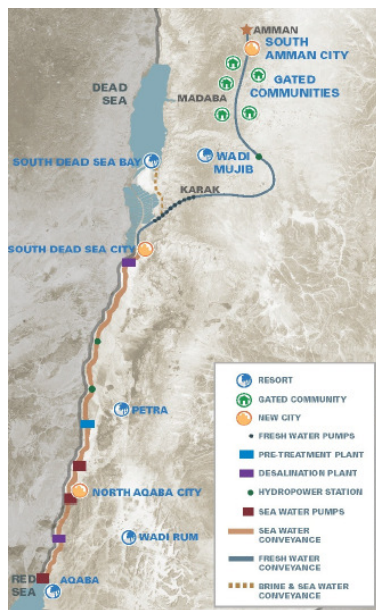 AMMAN
SOUTH
AMMAN CITY
DEAD
SEA
GATED
COMMUNITIES
MADABA
SOUTH DEAD SEA BAY
WADI
MUJIB
KARAK
SOUTH DEAD SEA CITY
PETRA
NORTH AQABA CITY
WADI RUM
RED
SEA
AQABA
RESORT
GATED COMMUNITY
NEW CITY
FRESH WATER PUMPS
PRE-TREATMENT PLANT
DESALINATION PLANT
HYDROPOWER STATION
SEA WATER PUMPS
SEA WATER
CONVEYANCE
FRESH WATER
CONVEYANCE
BRINE & SEA WATER
CONVEYANCE